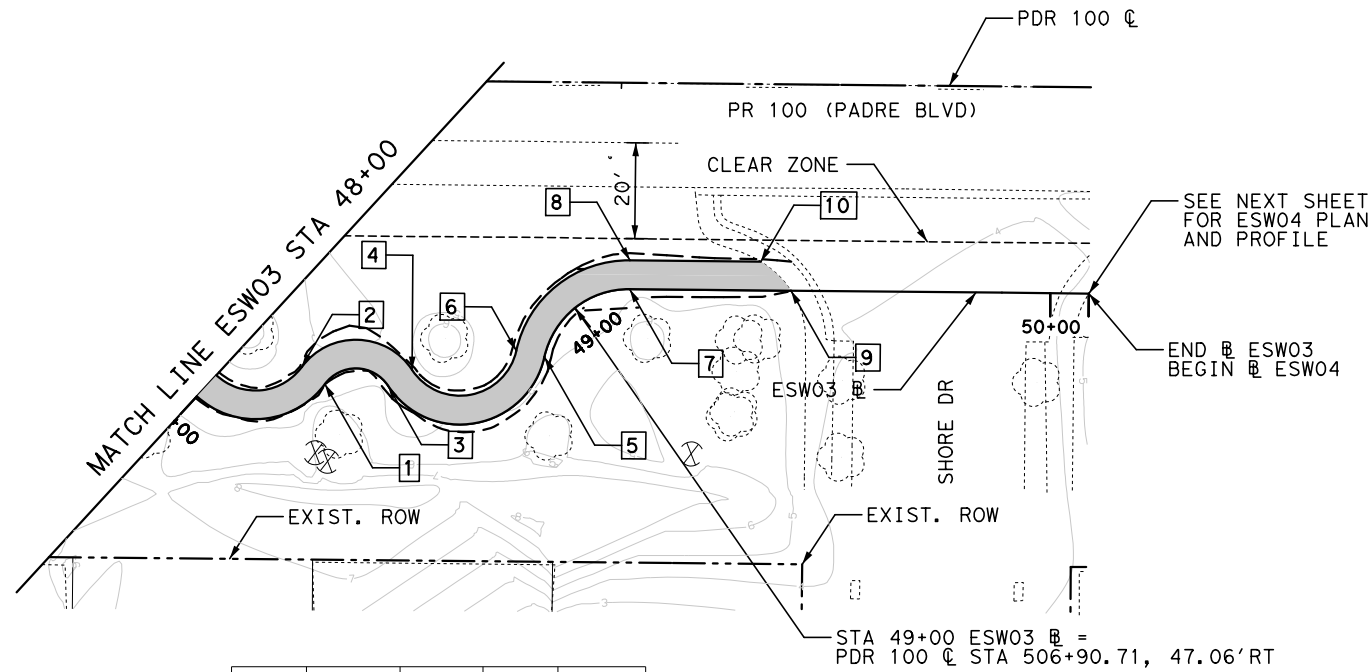 PDR 100 ℄
PR 100 (PADRE BLVD)
CLEAR ZONE
20'
MATCH LINE ESW03 STA 48+00
SEE NEXT SHEET
FOR ESW04 PLAN
AND PROFILE
8
10
4
2
6
49+00
50+00
7
9
END ⅊ ESW03
BEGIN ⅊ ESW04
ESW03 ⅊
SHORE DR
3
5
1
EXIST. ROW
EXIST. ROW
STA 49+00 ESW03 ⅊ =
PDR 100 ℄ STA 506+90.71, 47.06'RT